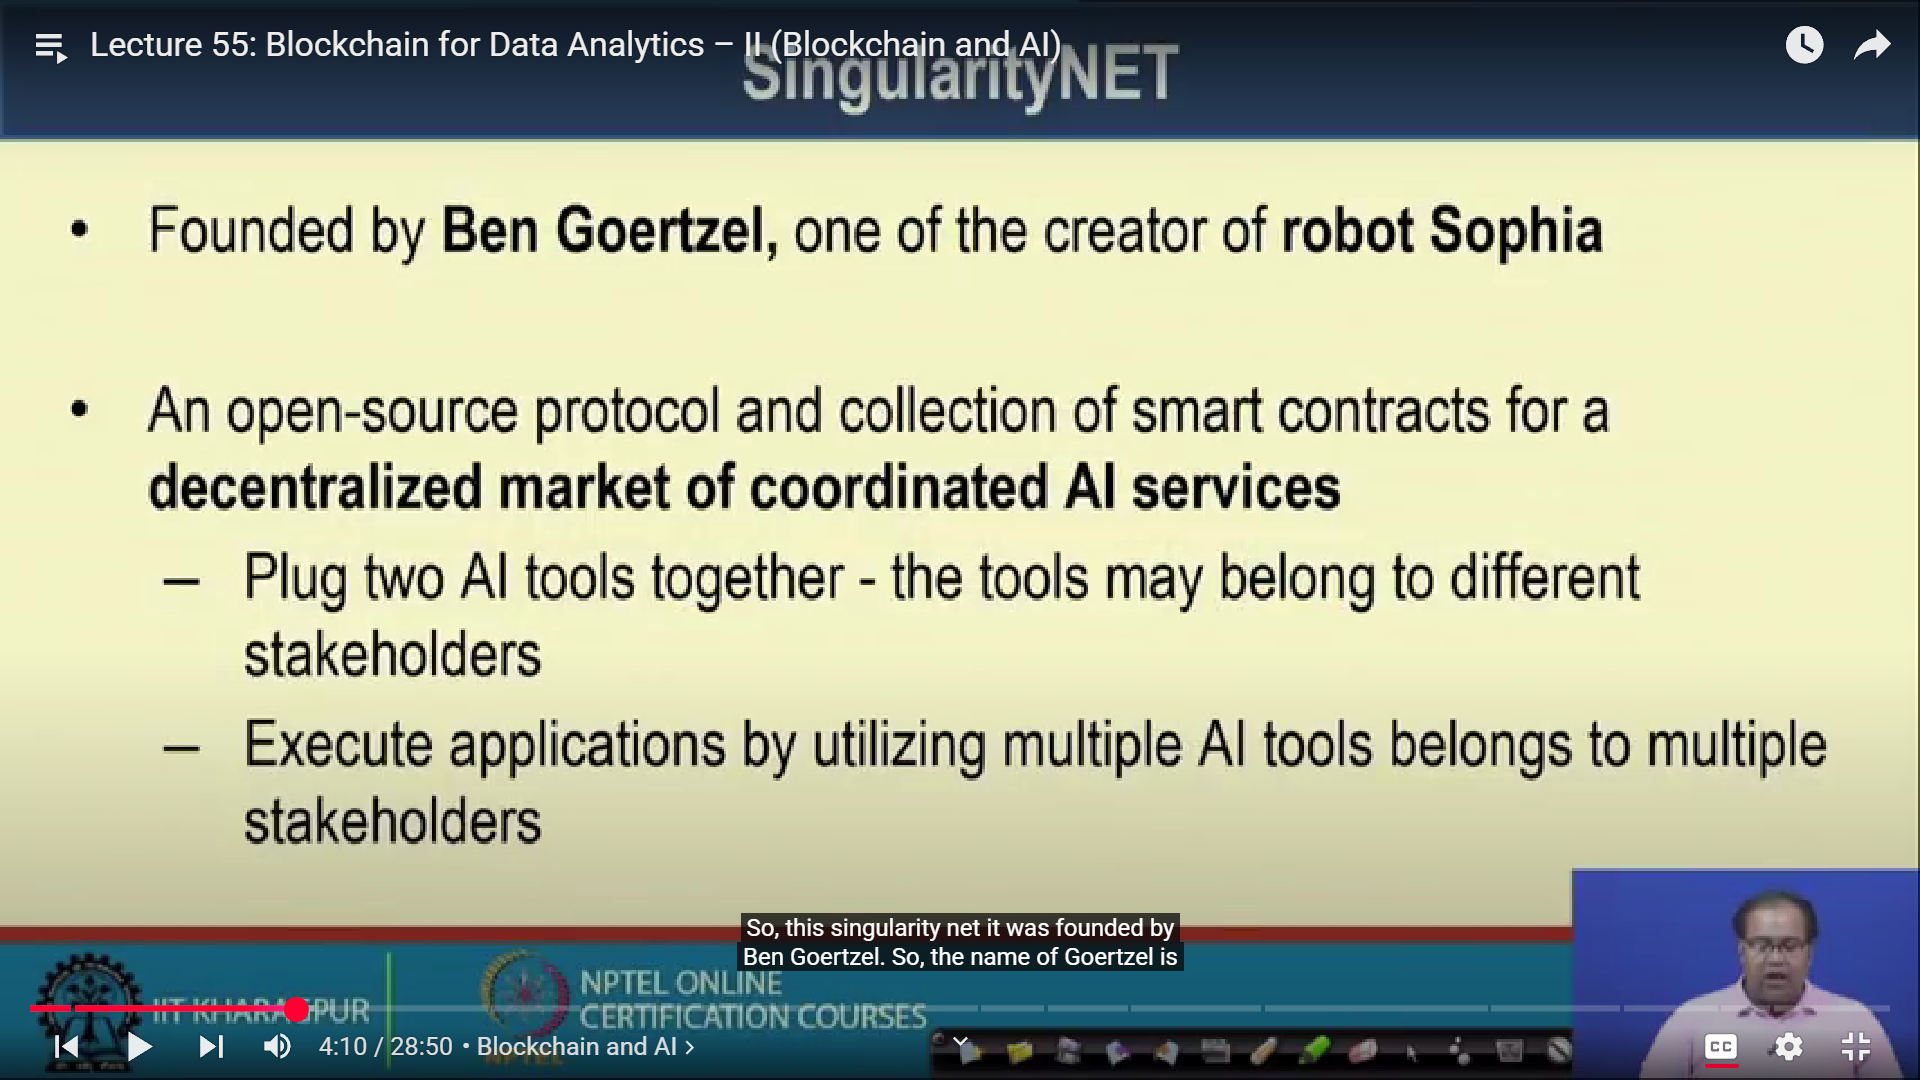 Lecture 55: Blockchain for Data Analytics – II (Blockchain and AI)
SingularityNET
• Founded by Ben Goertzel, one of the creator of robot Sophia
• An open-source protocol and collection of smart contracts for a
decentralized market of coordinated AI services
– Plug two AI tools together - the tools may belong to different
stakeholders
– Execute applications by utilizing multiple AI tools belongs to multiple
stakeholders
So, this singularity net it was founded by
Ben Goertzel. So, the name of Goertzel is
IIT KHARAGPUR
NPTEL ONLINE
CERTIFICATION COURSES
4:10 / 28:50 • Blockchain and AI
NPTEL
CC